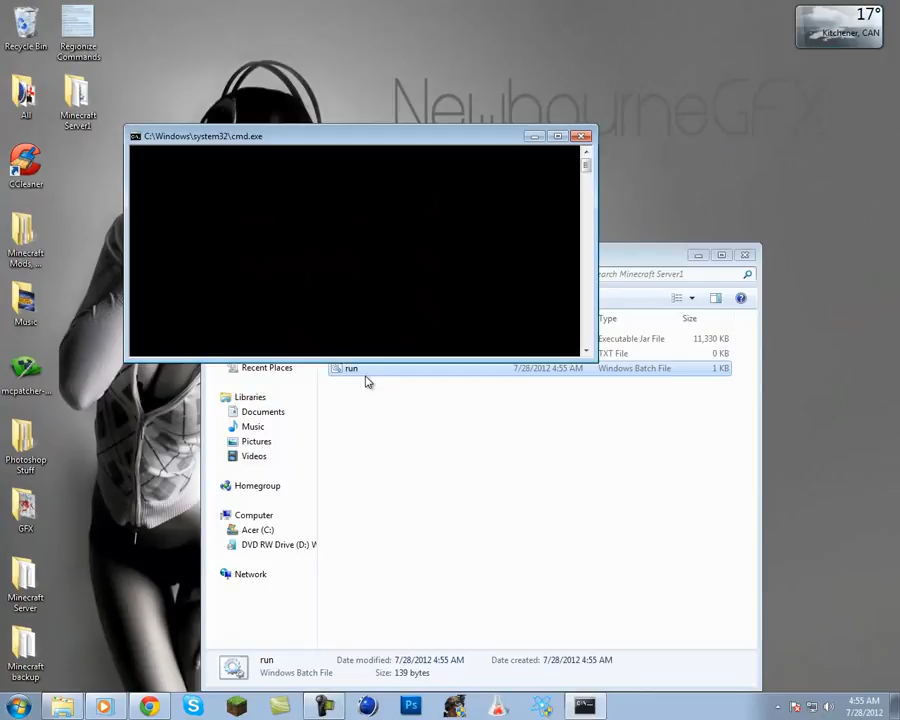 Recycle Bin
Regionize
Commands
All
Minecraft
Server1
CCleaner
Minecraft
Mods, ...
Music
mcpatcher-...
Photoshop
Stuff
GFX
Minecraft
Server
Minecraft
backup
NewbourneGFX
17°
Kitchener, CAN
C:\Windows\system32\cmd.exe
earch Minecraft Server1
Type
Size
Executable Jar File
11,330 KB
TXT File
0 KB
run
7/28/2012 4:55 AM
Windows Batch File
1 KB
Recent Places
Libraries
Documents
Music
Pictures
Videos
Homegroup
Computer
Acer (C:)
DVD RW Drive (D:) W
Network
run
Date modified: 7/28/2012 4:55 AM
Date created: 7/28/2012 4:55 AM
Windows Batch File
Size: 139 bytes
4:55 AM
7/28/2012